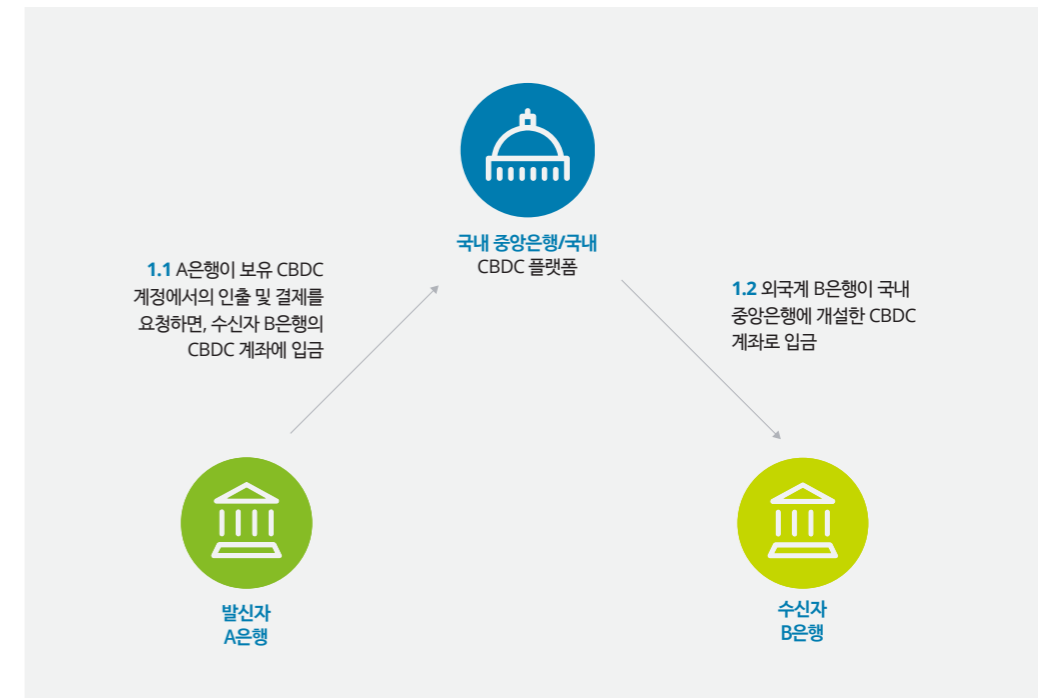 국내 중앙은행/국내
CBDC 플랫폼
1.1 A은행이 보유 CBDC
계정에서의 인출 및 결제를
요청하면, 수신자 B은행의
CBDC 계좌에 입금
1.2 외국계 B은행이 국내
중앙은행에 개설한 CBDC
계좌로 입금
발신자
A은행
수신자
B은행